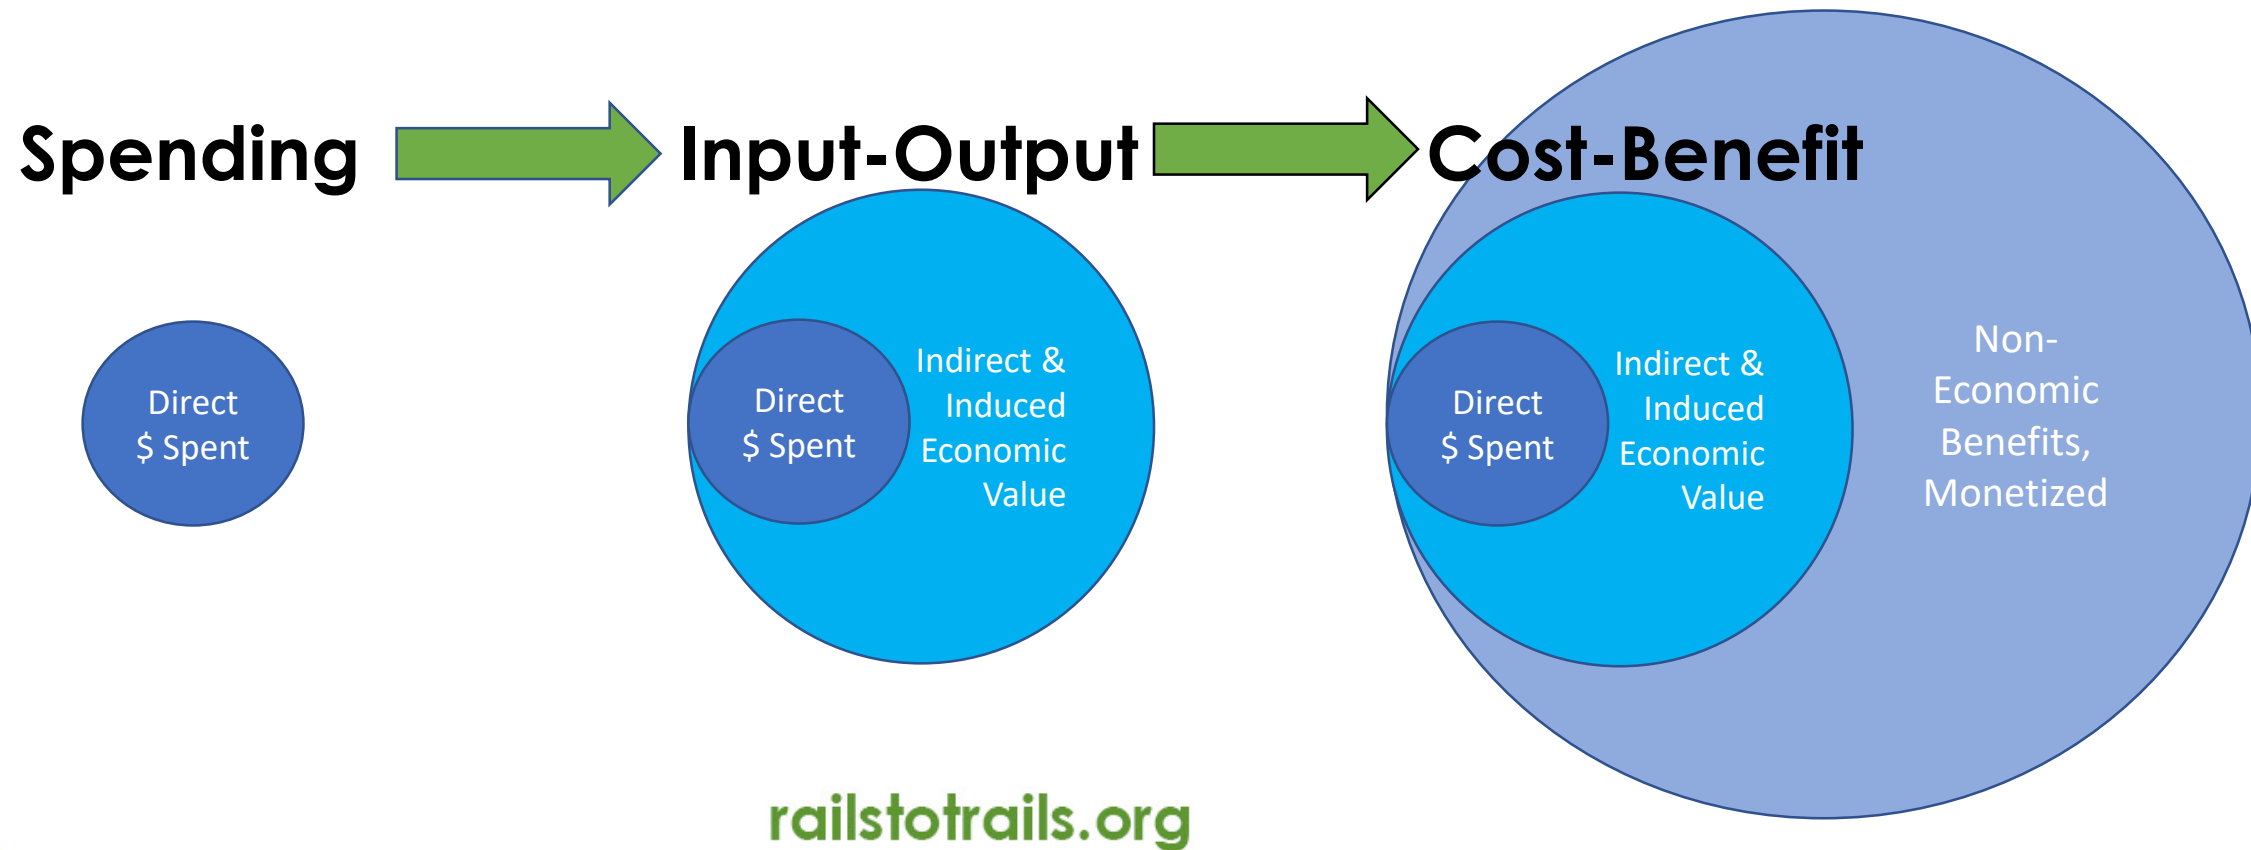 Spending
Input-Output
Cost-Benefit
Direct
$ Spent
Direct
$ Spent
Indirect &
Induced
Economic
Value
Direct
$ Spent
Indirect &
Induced
Economic
Value
Non-
Economic
Benefits,
Monetized
railstotrails.org